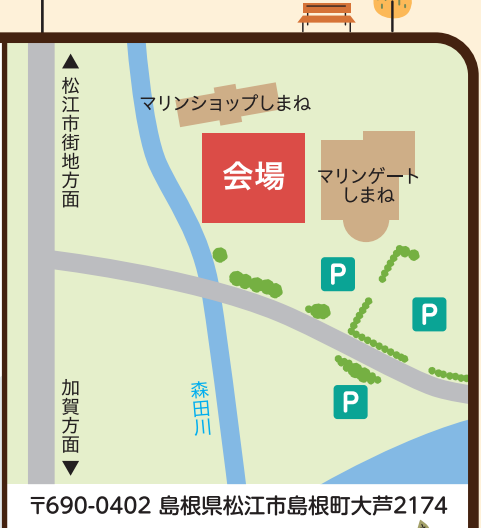 ▲松江市街地方面
マリンショップしまね
会場
マリンゲート
しまね
P
P
P
森田川
加賀方面▼
〒690-0402 島根県松江市島根町大芦2174